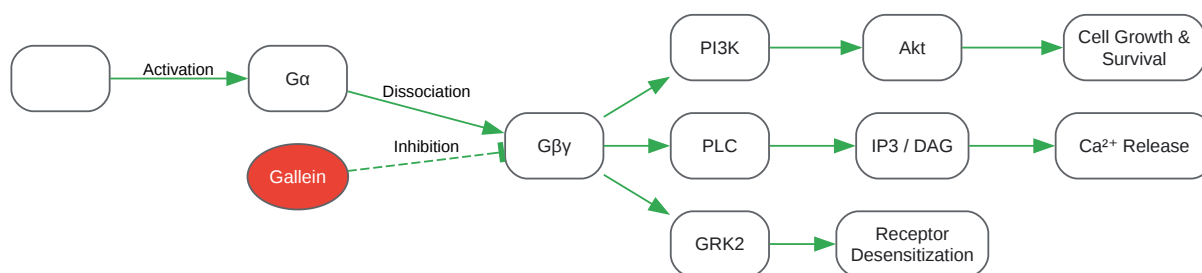 Activation
Gα
Dissociation
Inhibition
Gallein
Gβγ
PI3K
Akt
Cell Growth &
Survival
PLC
IP3 / DAG
Ca²⁺ Release
GRK2
Receptor
Desensitization